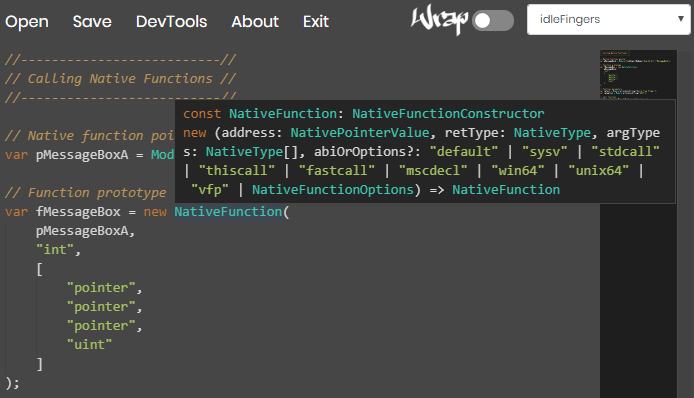 Open Save DevTools About Exit Wrap idleFingers
//--------------------------//
// Calling Native Functions //
//--------------------------//
const NativeFunction: NativeFunctionConstructor
new (address: NativePointerValue, retType: NativeType, argType
// Native function poi
s: NativeType[], abiOrOptions?: "default" | "sysv" | "stdcall"
var pMessageBoxA = Mod
| "thiscall" | "fastcall" | "mscdecl" | "win64" | "unix64" |
"vfp" | NativeFunctionOptions) => NativeFunction
// Function prototype
var fMessageBox = new NativeFunction(
pMessageBoxA,
"int",
[
"pointer",
"pointer",
"pointer",
"uint"
]
);